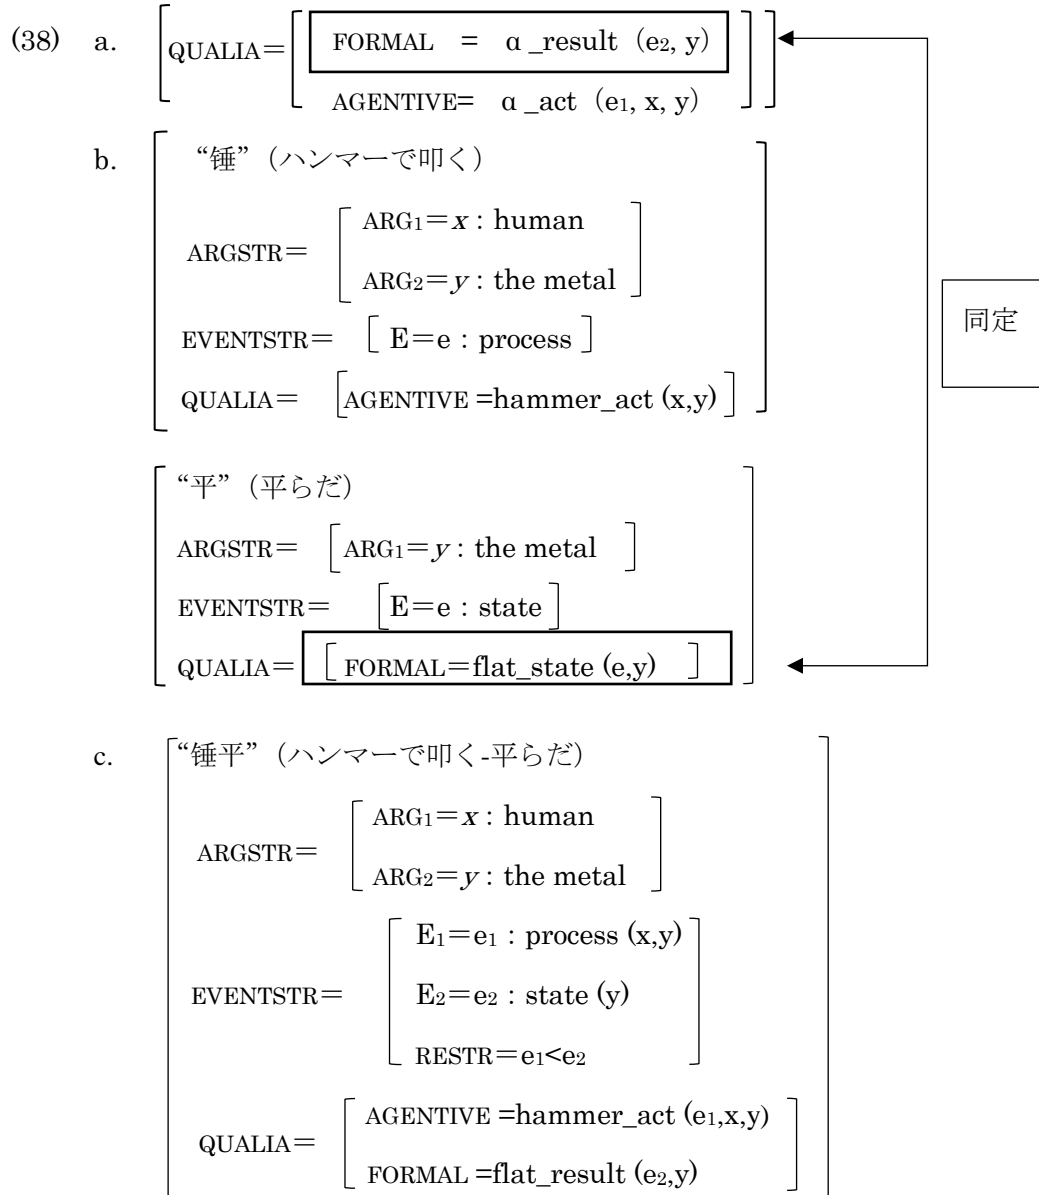 (38) a. QUALIA＝ FORMAL = α_result (e₂, y)
AGENTIVE= α_act (e₁, x, y)
b. “锤”（ハンマーで叩く）
ARGSTR＝ ARG₁＝x : human
ARG₂＝y : the metal
EVENTSTR＝ [ E＝e : process ]
QUALIA＝ [AGENTIVE =hammer_act (x,y) ]
同定
“平”（平らだ）
ARGSTR＝ [ARG₁＝y : the metal ]
EVENTSTR＝ [E＝e : state]
QUALIA＝ [ FORMAL＝flat_state (e,y) ]
c. “锤平”（ハンマーで叩く-平らだ）
ARGSTR＝ ARG₁＝x : human
ARG₂＝y : the metal
EVENTSTR＝ E₁＝e₁ : process (x,y)
E₂＝e₂ : state (y)
RESTR＝e₁<e₂
QUALIA＝ AGENTIVE =hammer_act (e₁,x,y)
FORMAL =flat_result (e₂,y)